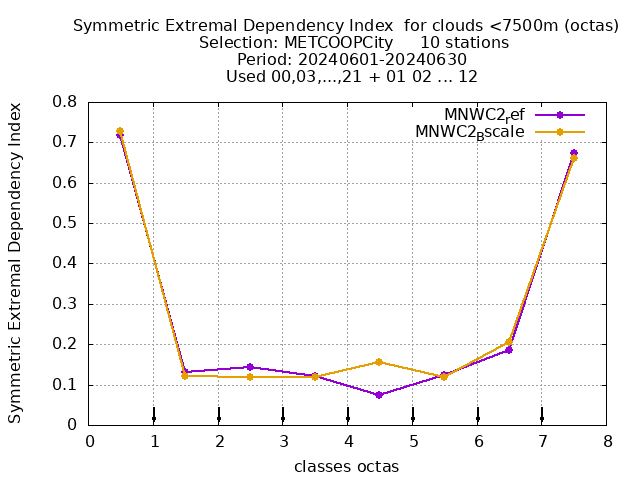 Symmetric Extremal Dependency Index  for clouds <7500m (octas)
Selection: METCOOPCity     10 stations
Period: 20240601-20240630
Used 00,03,...,21 + 01 02 ... 12
MNWC2ref
MNWC2Bscale
0.8
0.7
0.6
0.5
0.4
0.3
0.2
0.1
0
Symmetric Extremal Dependency Index
0 1 2 3 4 5 6 7 8
classes octas